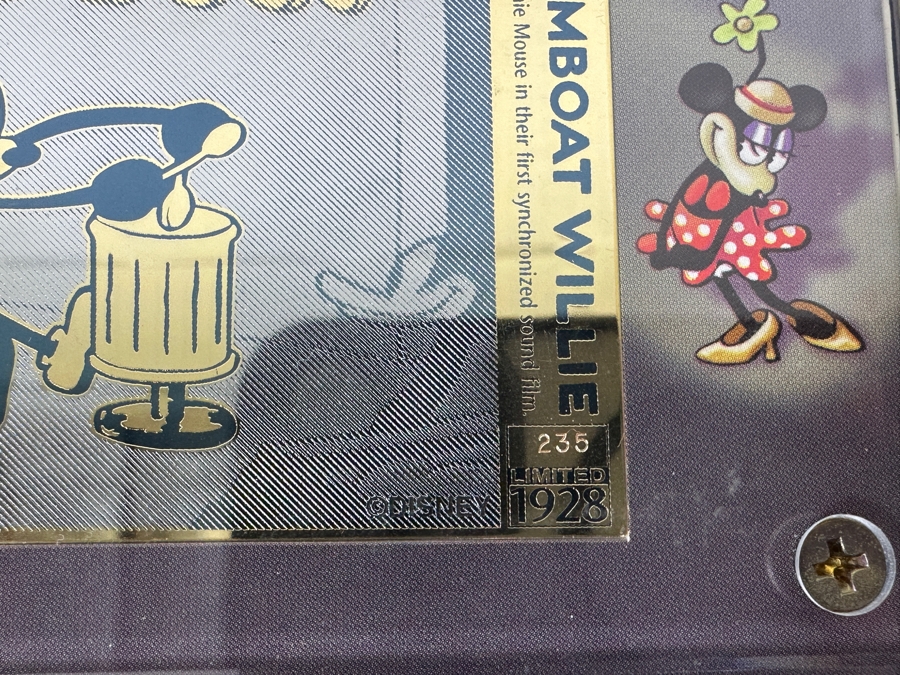 MBOAT WILLIE
ie Mouse in their first synchronized sound film.
235
LIMITED
1928
©DISNEY